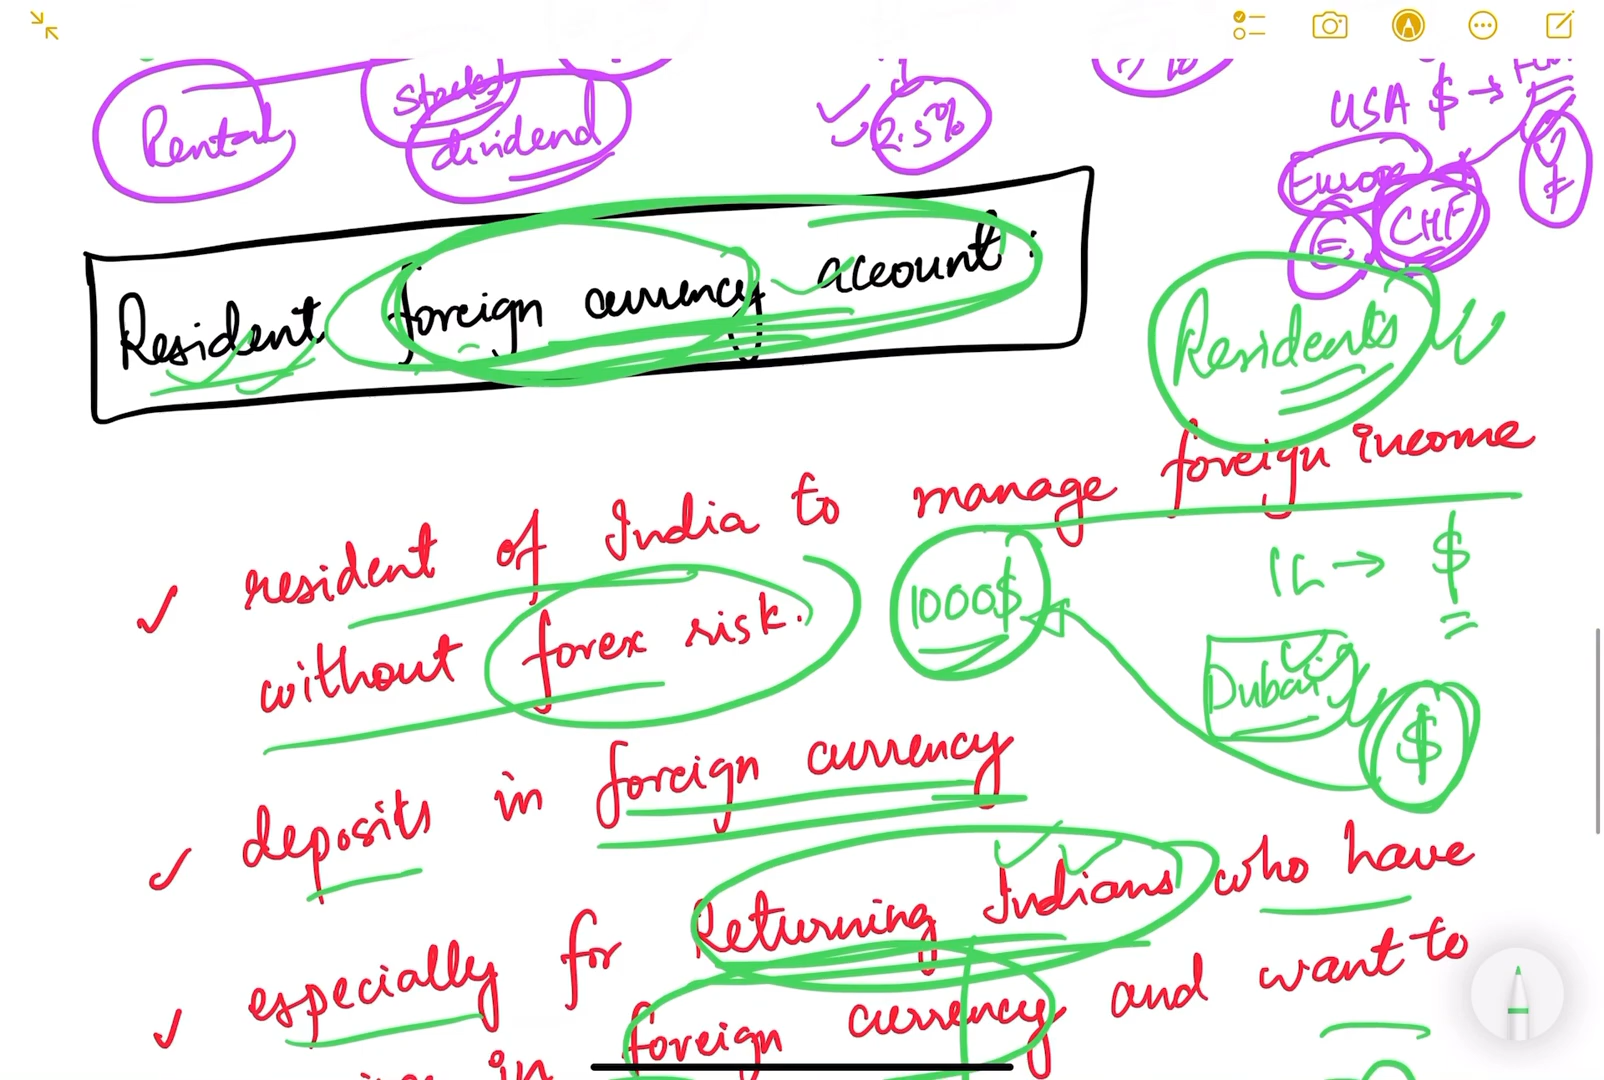 Rental
stocks
dividend
2.5%
USA $ →
Europe
CHF
Resident foreign currency account:
Residents
resident of India to manage foreign income
without forex risk.
1000$
1L → $
Dubai
$
deposits in foreign currency
especially for Returning Indians who have
foreign currency and want to
in